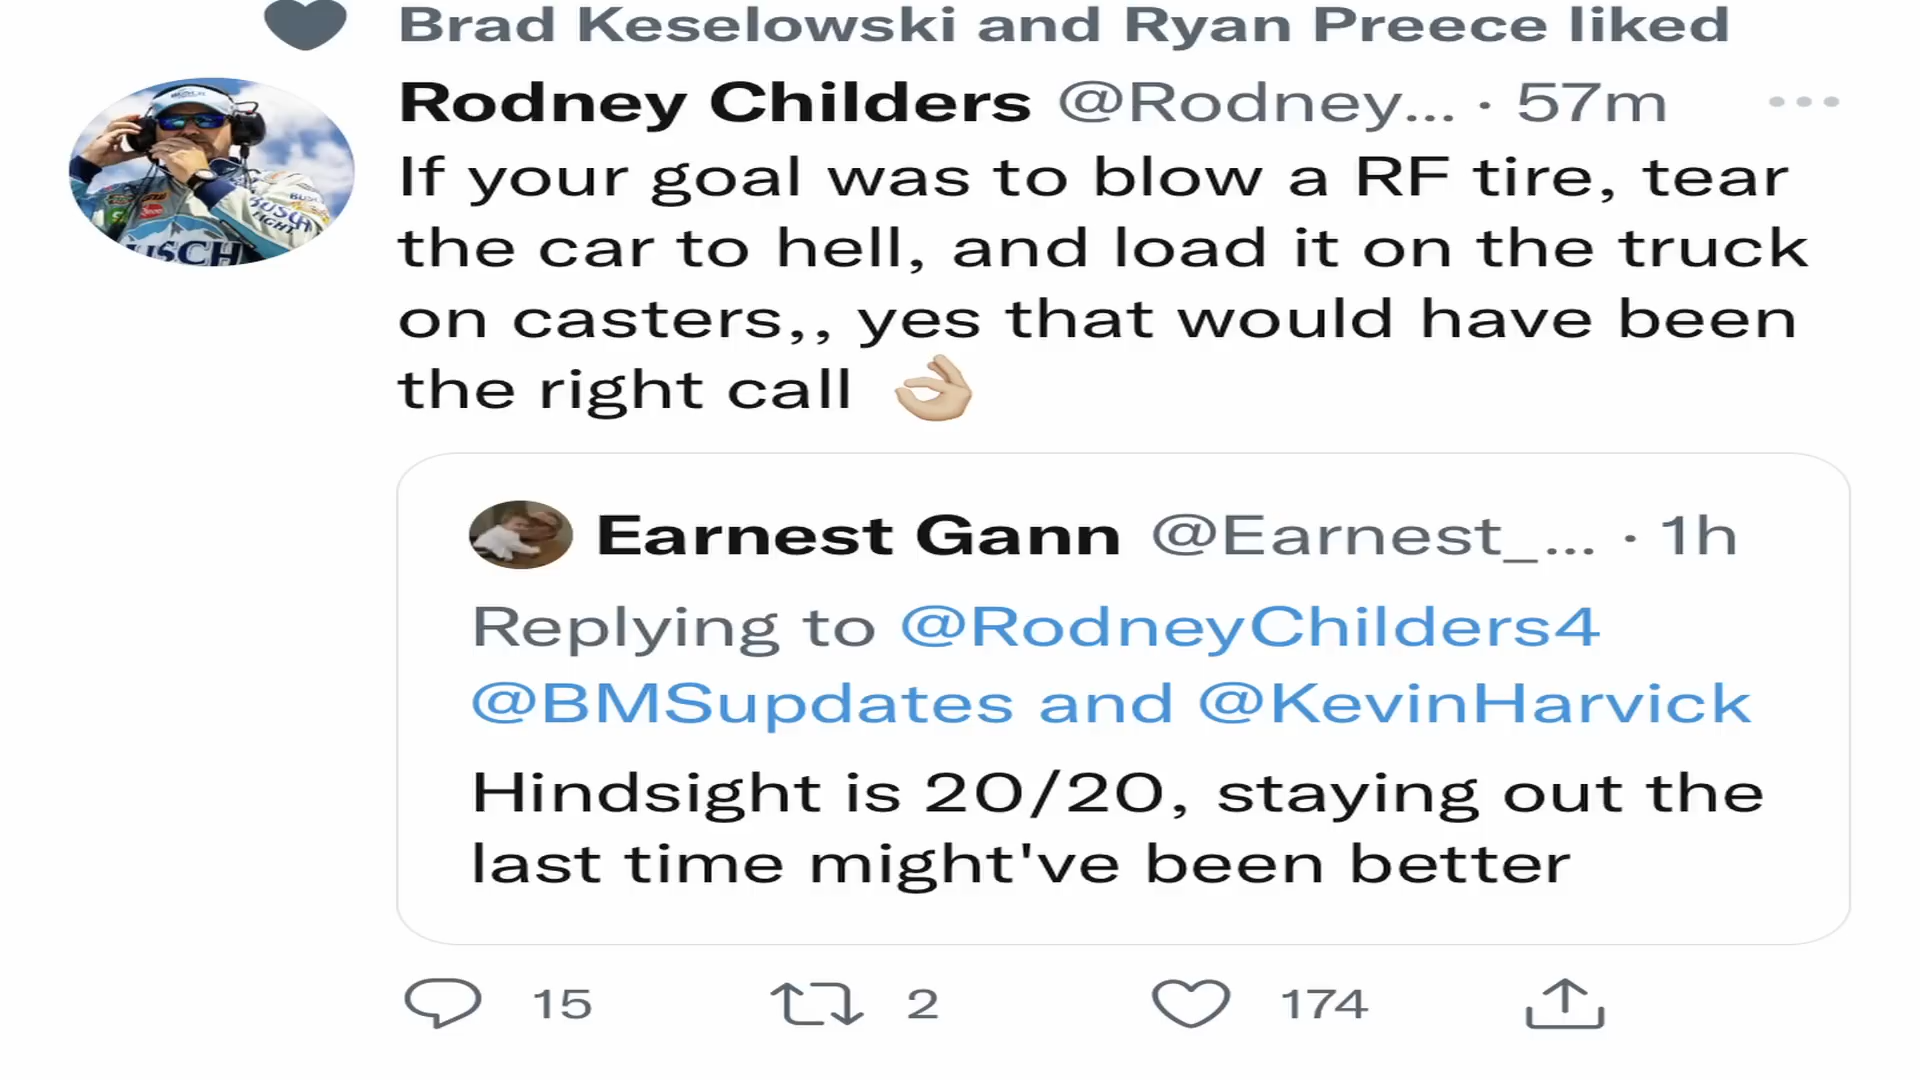 Brad Keselowski and Ryan Preece liked
Rodney Childers @Rodney... · 57m
If your goal was to blow a RF tire, tear
the car to hell, and load it on the truck
on casters,, yes that would have been
the right call 👌🏼
BUSCH
LIGHT
Earnest Gann @Earnest_... · 1h
Replying to @RodneyChilders4
@BMSupdates and @KevinHarvick
Hindsight is 20/20, staying out the
last time might've been better
15 2 174